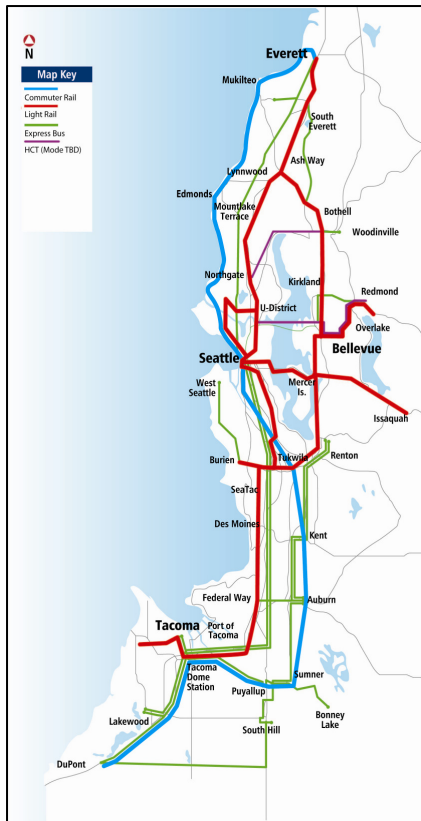 Everett
N
Map Key
Mukilteo
Commuter Rail
Light Rail
Express Bus
South
Everett
HCT (Mode TBD)
Ash Way
Lynnwood
Edmonds
Mountlake
Terrace
Bothell
Woodinville
Northgate
Kirkland
Redmond
U-District
Overlake
Bellevue
Seattle
West
Seattle
Mercer
Is.
Issaquah
Burien
Tukwila
Renton
SeaTac
Des Moines
Kent
Federal Way
Auburn
Tacoma
Port of
Tacoma
Tacoma
Dome
Station
Sumner
Puyallup
Lakewood
Bonney
Lake
South Hill
DuPont